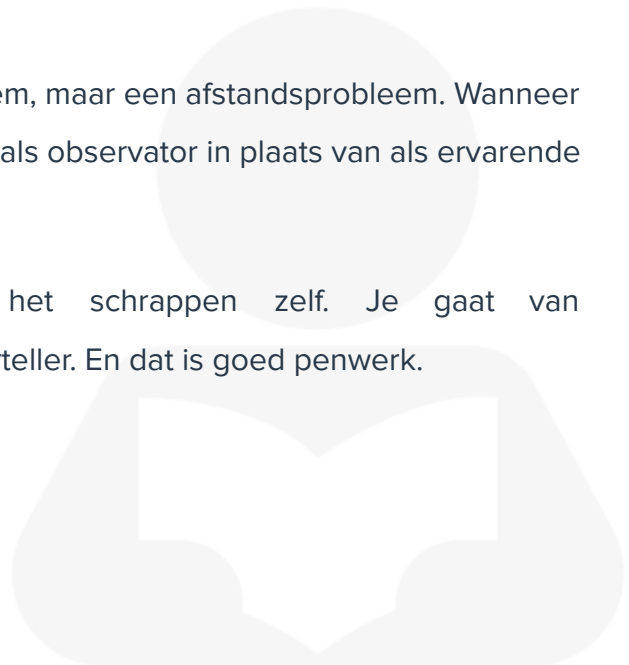 em, maar een afstandsprobleem. Wanneer
als observator in plaats van als ervarende
het schrappen zelf. Je gaat van
rteller. En dat is goed penwerk.